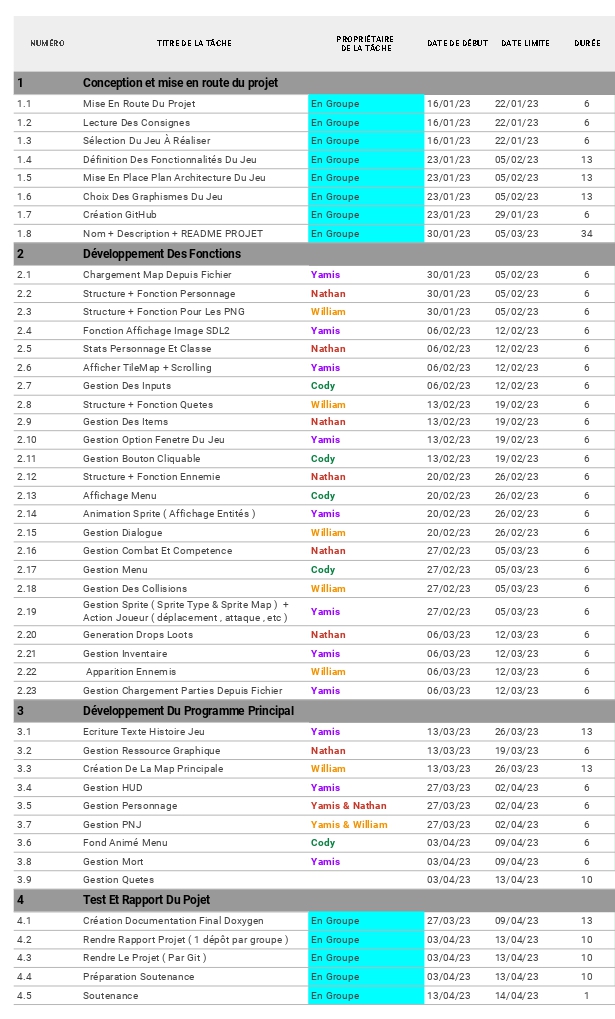 NUMÉRO TITRE DE LA TÂCHE PROPRIÉTAIRE DE LA TÂCHE DATE DE DÉBUT DATE LIMITE DURÉE
1 Conception et mise en route du projet
1.1 Mise En Route Du Projet En Groupe 16/01/23 22/01/23 6
1.2 Lecture Des Consignes En Groupe 16/01/23 22/01/23 6
1.3 Sélection Du Jeu À Réaliser En Groupe 16/01/23 22/01/23 6
1.4 Définition Des Fonctionnalités Du Jeu En Groupe 23/01/23 05/02/23 13
1.5 Mise En Place Plan Architecture Du Jeu En Groupe 23/01/23 05/02/23 13
1.6 Choix Des Graphismes Du Jeu En Groupe 23/01/23 05/02/23 13
1.7 Création GitHub En Groupe 23/01/23 29/01/23 6
1.8 Nom + Description + README PROJET En Groupe 30/01/23 05/03/23 34
2 Développement Des Fonctions
2.1 Chargement Map Depuis Fichier Yamis 30/01/23 05/02/23 6
2.2 Structure + Fonction Personnage Nathan 30/01/23 05/02/23 6
2.3 Structure + Fonction Pour Les PNG William 30/01/23 05/02/23 6
2.4 Fonction Affichage Image SDL2 Yamis 06/02/23 12/02/23 6
2.5 Stats Personnage Et Classe Nathan 06/02/23 12/02/23 6
2.6 Afficher TileMap + Scrolling Yamis 06/02/23 12/02/23 6
2.7 Gestion Des Inputs Cody 06/02/23 12/02/23 6
2.8 Structure + Fonction Quetes William 13/02/23 19/02/23 6
2.9 Gestion Des Items Nathan 13/02/23 19/02/23 6
2.10 Gestion Option Fenetre Du Jeu Yamis 13/02/23 19/02/23 6
2.11 Gestion Bouton Cliquable Cody 13/02/23 19/02/23 6
2.12 Structure + Fonction Ennemie Nathan 20/02/23 26/02/23 6
2.13 Affichage Menu Cody 20/02/23 26/02/23 6
2.14 Animation Sprite ( Affichage Entités ) Yamis 20/02/23 26/02/23 6
2.15 Gestion Dialogue William 20/02/23 26/02/23 6
2.16 Gestion Combat Et Competence Nathan 27/02/23 05/03/23 6
2.17 Gestion Menu Cody 27/02/23 05/03/23 6
2.18 Gestion Des Collisions William 27/02/23 05/03/23 6
2.19 Gestion Sprite ( Sprite Type & Sprite Map ) + Yamis 27/02/23 05/03/23 6
Action Joueur ( déplacement , attaque , etc )
2.20 Generation Drops Loots Nathan 06/03/23 12/03/23 6
2.21 Gestion Inventaire Yamis 06/03/23 12/03/23 6
2.22 Apparition Ennemis William 06/03/23 12/03/23 6
2.23 Gestion Chargement Parties Depuis Fichier Yamis 06/03/23 12/03/23 6
3 Développement Du Programme Principal
3.1 Ecriture Texte Histoire Jeu Yamis 13/03/23 26/03/23 13
3.2 Gestion Ressource Graphique Nathan 13/03/23 19/03/23 6
3.3 Création De La Map Principale William 13/03/23 26/03/23 13
3.4 Gestion HUD Yamis 27/03/23 02/04/23 6
3.5 Gestion Personnage Yamis & Nathan 27/03/23 02/04/23 6
3.7 Gestion PNJ Yamis & William 27/03/23 02/04/23 6
3.6 Fond Animé Menu Cody 03/04/23 09/04/23 6
3.8 Gestion Mort Yamis 03/04/23 09/04/23 6
3.9 Gestion Quetes 03/04/23 13/04/23 10
4 Test Et Rapport Du Pojet
4.1 Création Documentation Final Doxygen En Groupe 27/03/23 09/04/23 13
4.2 Rendre Rapport Projet ( 1 dépôt par groupe ) En Groupe 03/04/23 13/04/23 10
4.3 Rendre Le Projet ( Par Git ) En Groupe 03/04/23 13/04/23 10
4.4 Préparation Soutenance En Groupe 03/04/23 13/04/23 10
4.5 Soutenance En Groupe 13/04/23 14/04/23 1